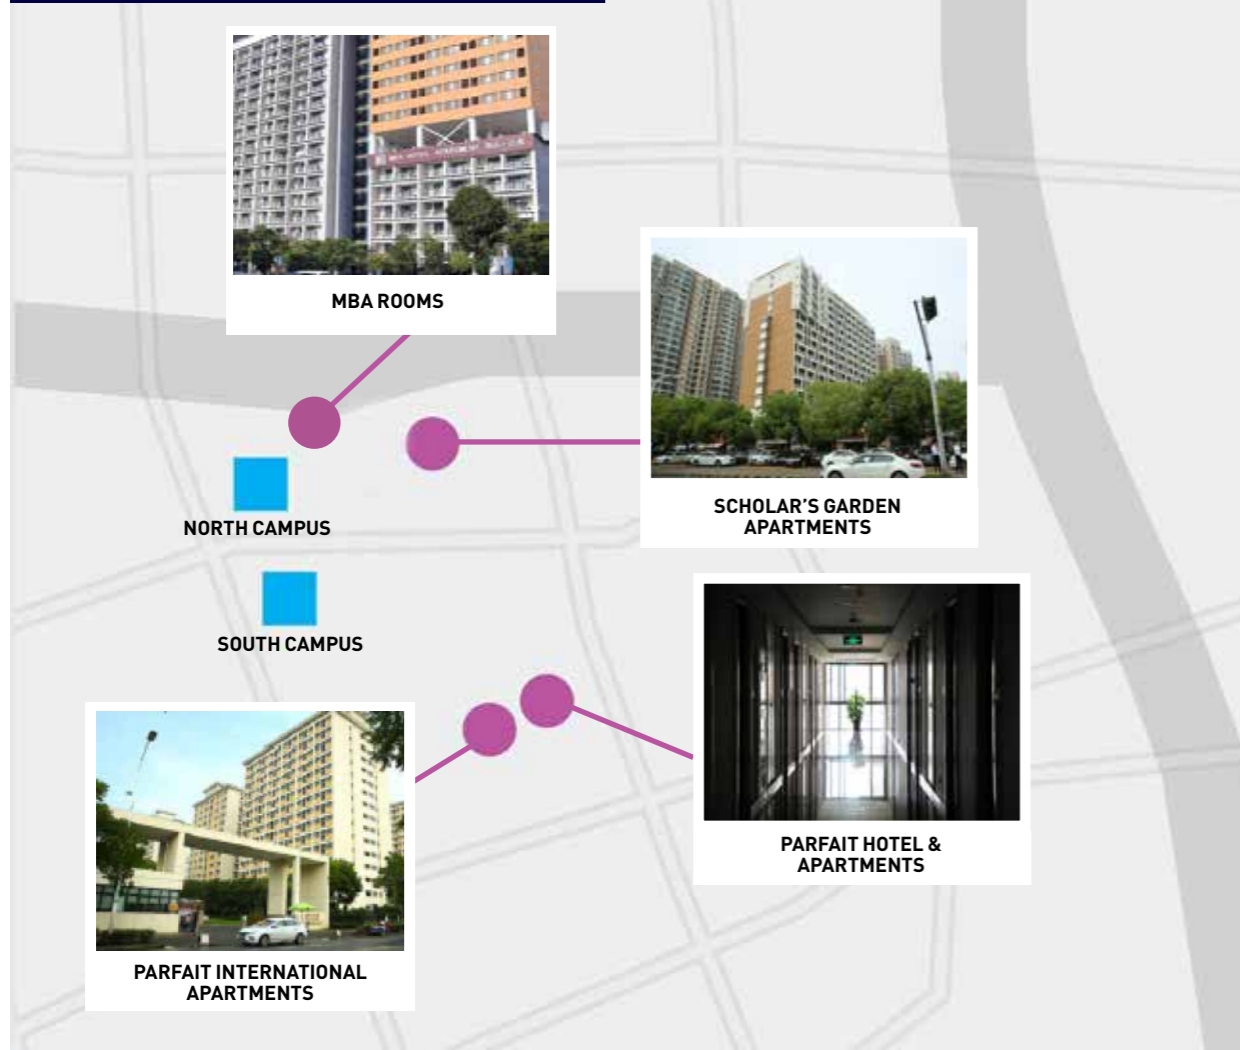 MBA ROOMS
SCHOLAR'S GARDEN
APARTMENTS
NORTH CAMPUS
SOUTH CAMPUS
PARFAIT HOTEL &
APARTMENTS
PARFAIT INTERNATIONAL
APARTMENTS